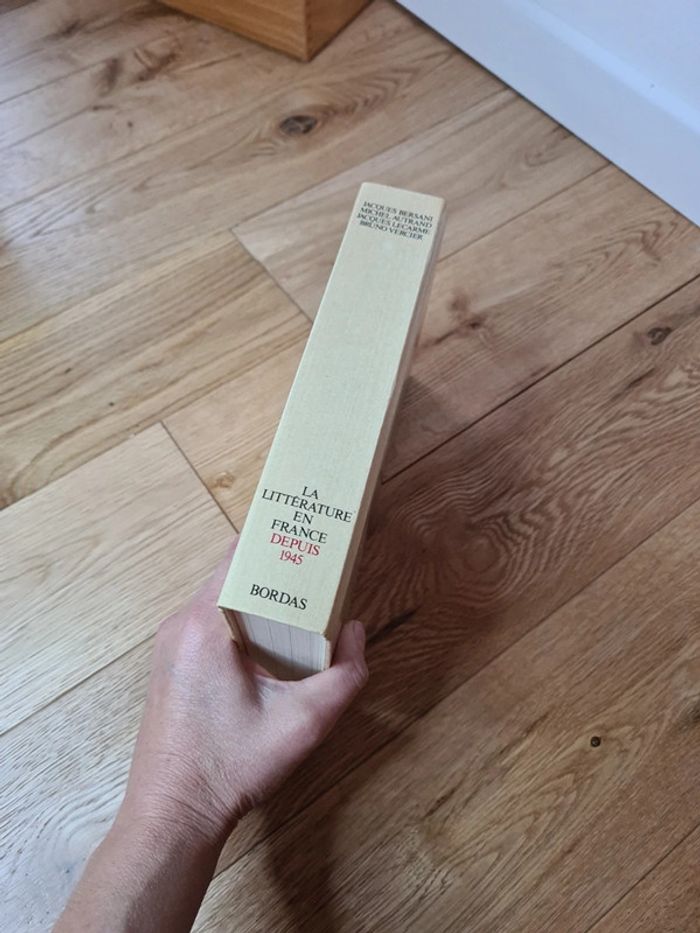 JACQUES BERSANI
MICHEL AUTRAND
JACQUES LECARME
BRUNO VERCIER
LA
LITTÉRATURE
EN
FRANCE
DEPUIS
1945
BORDAS